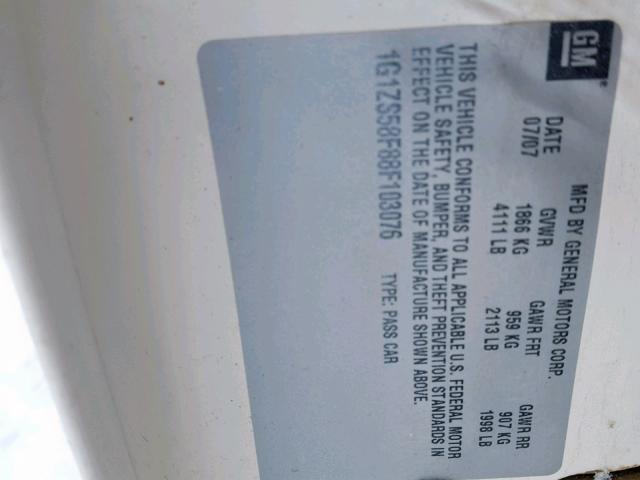 GM
MFD BY GENERAL MOTORS CORP.
DATE GVWR GAWR FRT GAWR RR
07/07 1866 KG 959 KG 907 KG
4111 LB 2113 LB 1998 LB
THIS VEHICLE CONFORMS TO ALL APPLICABLE U.S. FEDERAL MOTOR
VEHICLE SAFETY, BUMPER, AND THEFT PREVENTION STANDARDS IN
EFFECT ON THE DATE OF MANUFACTURE SHOWN ABOVE.
1G1ZS58F88F103076 TYPE: PASS CAR